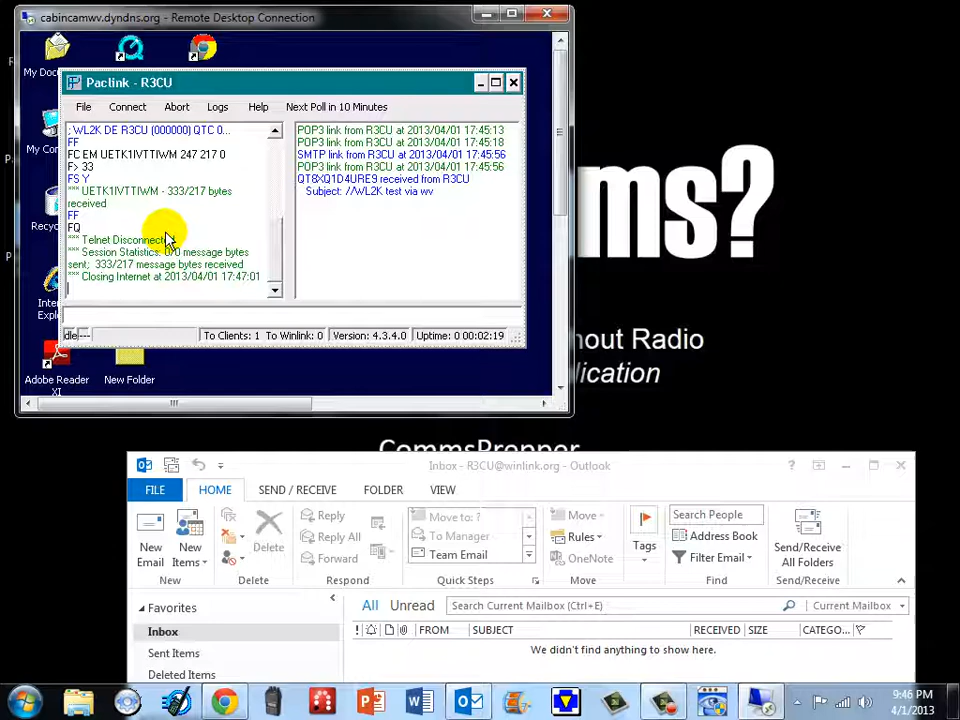 cabincamwv.dyndns.org - Remote Desktop Connection
My Doc
Paclink - R3CU
File Connect Abort Logs Help Next Poll in 10 Minutes
; WL2K DE R3CU (000000) QTC 0...
FF
FC EM UETK1IVTTIWM 247 217 0
F> 33
FS Y
*** UETK1IVTTIWM - 333/217 bytes
received
FF
FQ
*** Telnet Disconnected
*** Session Statistics: 0/0 message bytes
sent; 333/217 message bytes received
*** Closing Internet at 2013/04/01 17:47:01
POP3 link from R3CU at 2013/04/01 17:45:13
POP3 link from R3CU at 2013/04/01 17:45:18
SMTP link from R3CU at 2013/04/01 17:45:56
POP3 link from R3CU at 2013/04/01 17:45:56
QT&XQ1D4URE9 received from R3CU
Subject: //WL2K test via wv
My Co
Recyc
Inter
Explo
Idle --- To Clients: 1 To Winlink: 0 Version: 4.3.4.0 Uptime: 0 00:02:19
Adobe Reader
XI
New Folder
ms?
hout Radio
lication
CommsPrepper
Inbox - R3CU@winlink.org - Outlook
FILE HOME SEND / RECEIVE FOLDER VIEW
New
Email
New
Items
New
Delete
Delete
Reply
Reply All
Forward
Respond
Move to: ?
To Manager
Team Email
Quick Steps
Move
Rules
OneNote
Move
Tags
Search People
Address Book
Filter Email
Find
Send/Receive
All Folders
Send/Receive
Favorites
Inbox
Sent Items
Deleted Items
All Unread Search Current Mailbox (Ctrl+E) Current Mailbox
FROM SUBJECT RECEIVED SIZE CATEGO...
We didn't find anything to show here.
9:46 PM
4/1/2013